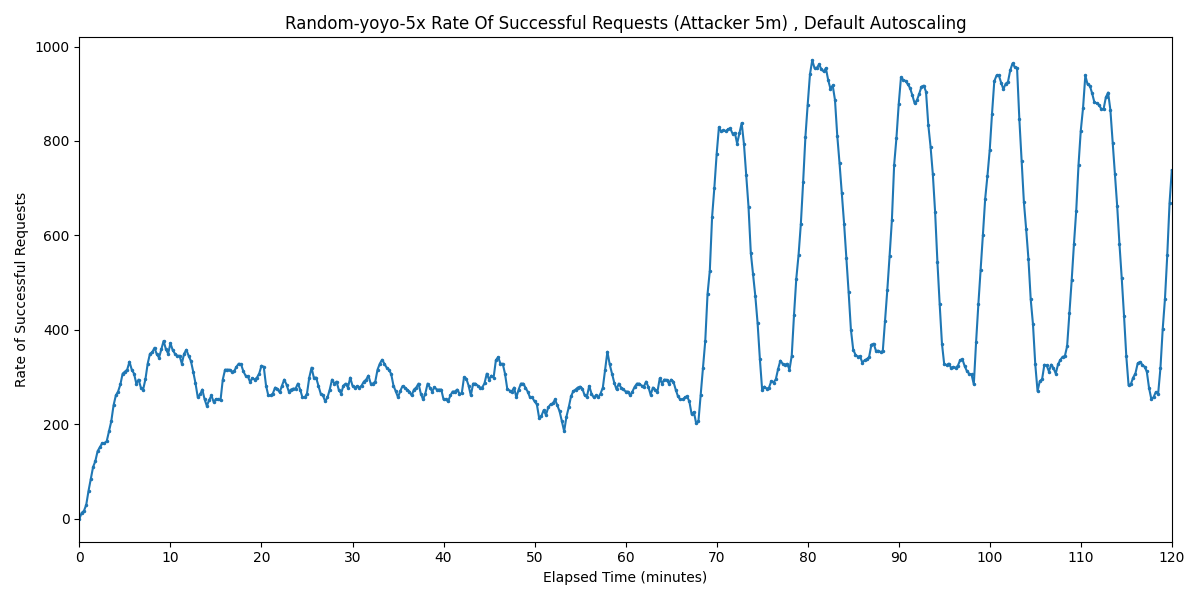 Random-yoyo-5x Rate Of Successful Requests (Attacker 5m) , Default Autoscaling
1000
800
600
400
200
0
Rate of Successful Requests
0 10 20 30 40 50 60 70 80 90 100 110 120
Elapsed Time (minutes)